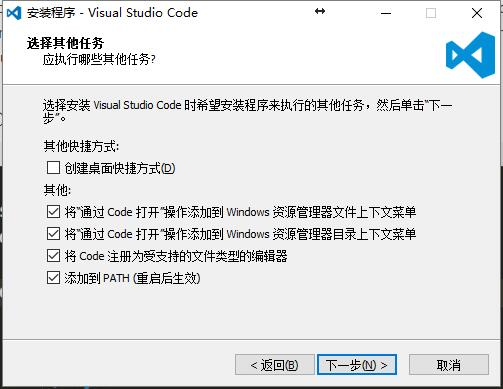 安装程序 - Visual Studio Code
选择其他任务
应执行哪些其他任务?
选择安装 Visual Studio Code 时希望安装程序来执行的其他任务，然后单击“下一
步”。
其他快捷方式:
创建桌面快捷方式(D)
其他:
将“通过 Code 打开”操作添加到 Windows 资源管理器文件上下文菜单
将“通过 Code 打开”操作添加到 Windows 资源管理器目录上下文菜单
将 Code 注册为受支持的文件类型的编辑器
添加到 PATH (重启后生效)
< 返回(B)
下一步(N) >
取消